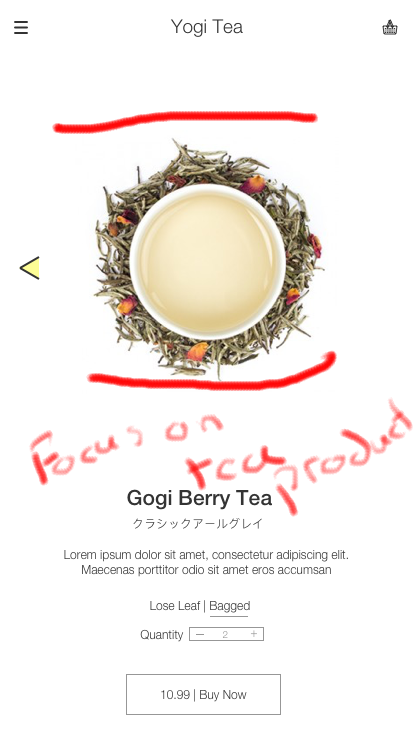 Yogi Tea
Focus on
tea product
Gogi Berry Tea
クラシックアールグレイ
Lorem ipsum dolor sit amet, consectetur adipiscing elit.
Maecenas porttitor odio sit amet eros accumsan
Lose Leaf | Bagged
Quantity — 2 +
10.99 | Buy Now